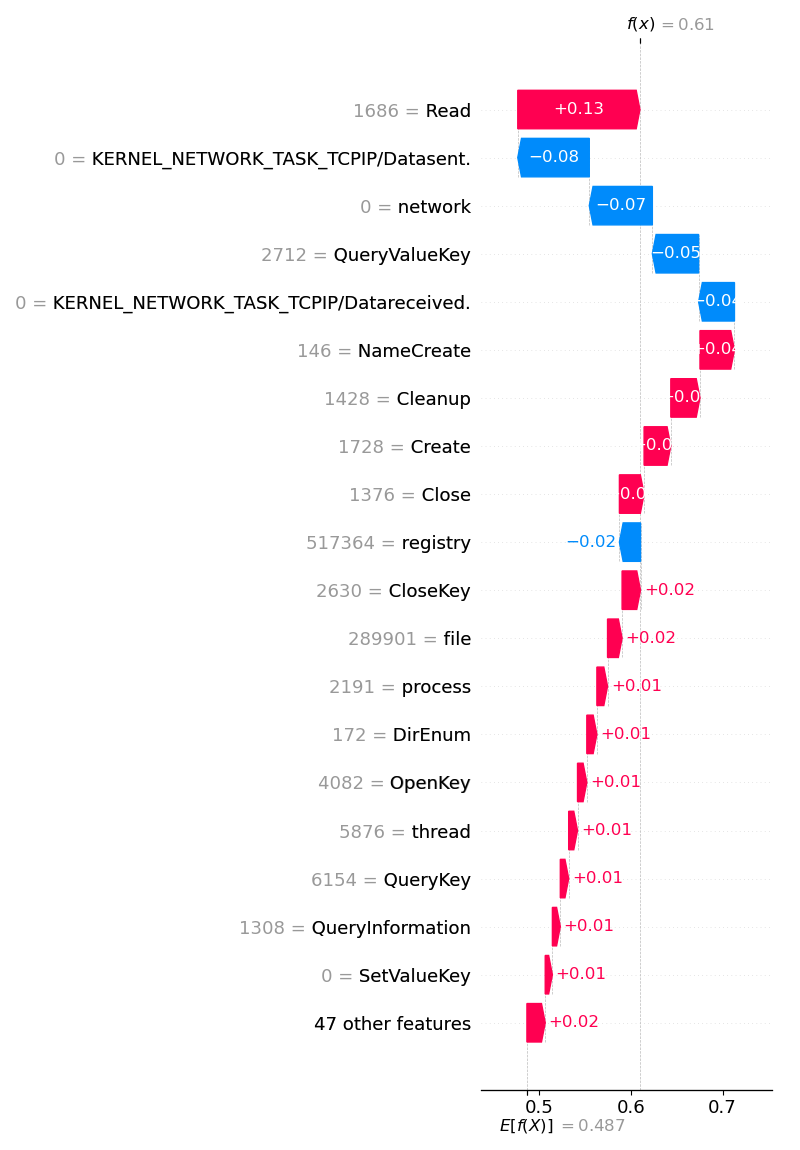 f(x) = 0.61
1686 = Read +0.13
0 = KERNEL_NETWORK_TASK_TCPIP/Datasent. −0.08
0 = network −0.07
2712 = QueryValueKey −0.05
0 = KERNEL_NETWORK_TASK_TCPIP/Datareceived. −0.04
146 = NameCreate
1428 = Cleanup
1728 = Create
1376 = Close
517364 = registry −0.02
2630 = CloseKey +0.02
289901 = file +0.02
2191 = process +0.01
172 = DirEnum +0.01
4082 = OpenKey +0.01
5876 = thread +0.01
6154 = QueryKey +0.01
1308 = QueryInformation +0.01
0 = SetValueKey +0.01
47 other features +0.02
0.5 0.6 0.7
E[f(X)] = 0.487